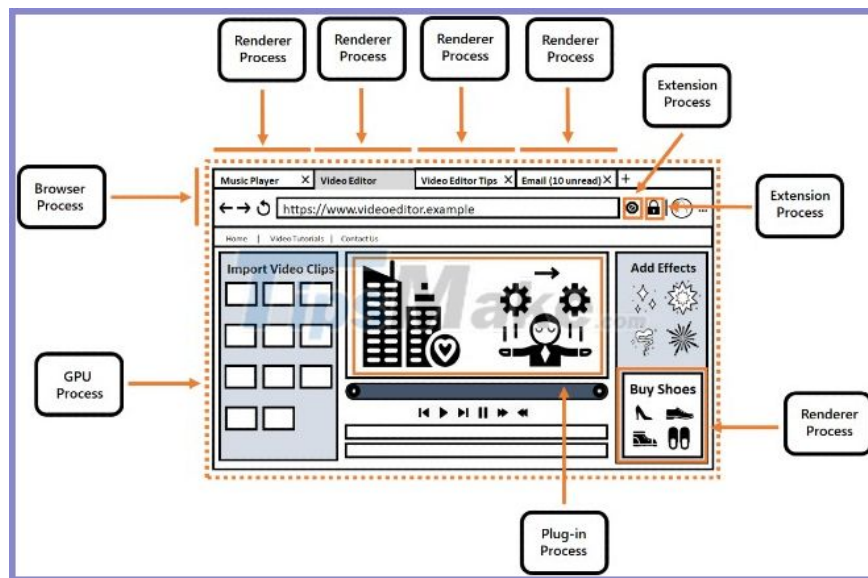 Renderer
Process
Renderer
Process
Renderer
Process
Renderer
Process
Extension
Process
Browser
Process
Music Player X
Video Editor
Video Editor Tips X
Email (10 unread) X
+
https://www.videoeditor.example
...
Extension
Process
Home | Video Tutorials | Contact Us
Import Video Clips
Add Effects
TipsMake.com
GPU
Process
Buy Shoes
Renderer
Process
Plug-in
Process